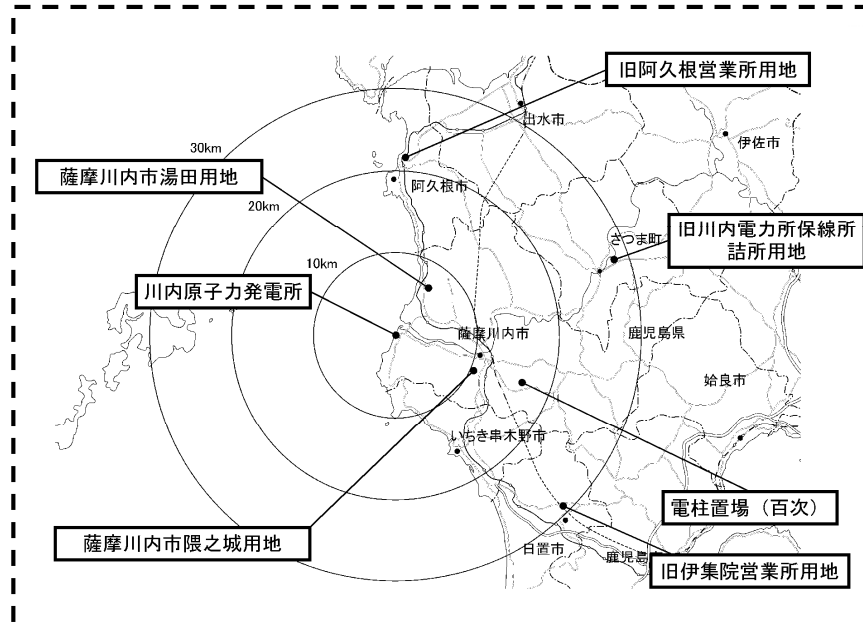 旧阿久根営業所用地
出水市
伊佐市
30km
薩摩川内市湯田用地
阿久根市
20km
さつま町
旧川内電力所保線所
詰所用地
10km
川内原子力発電所
薩摩川内市
鹿児島県
姶良市
いちき串木野市
電柱置場（百次）
薩摩川内市隈之城用地
日置市
鹿児島
旧伊集院営業所用地